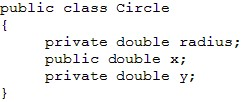 public class Circle
{
private double radius;
public double x;
private double y;
}